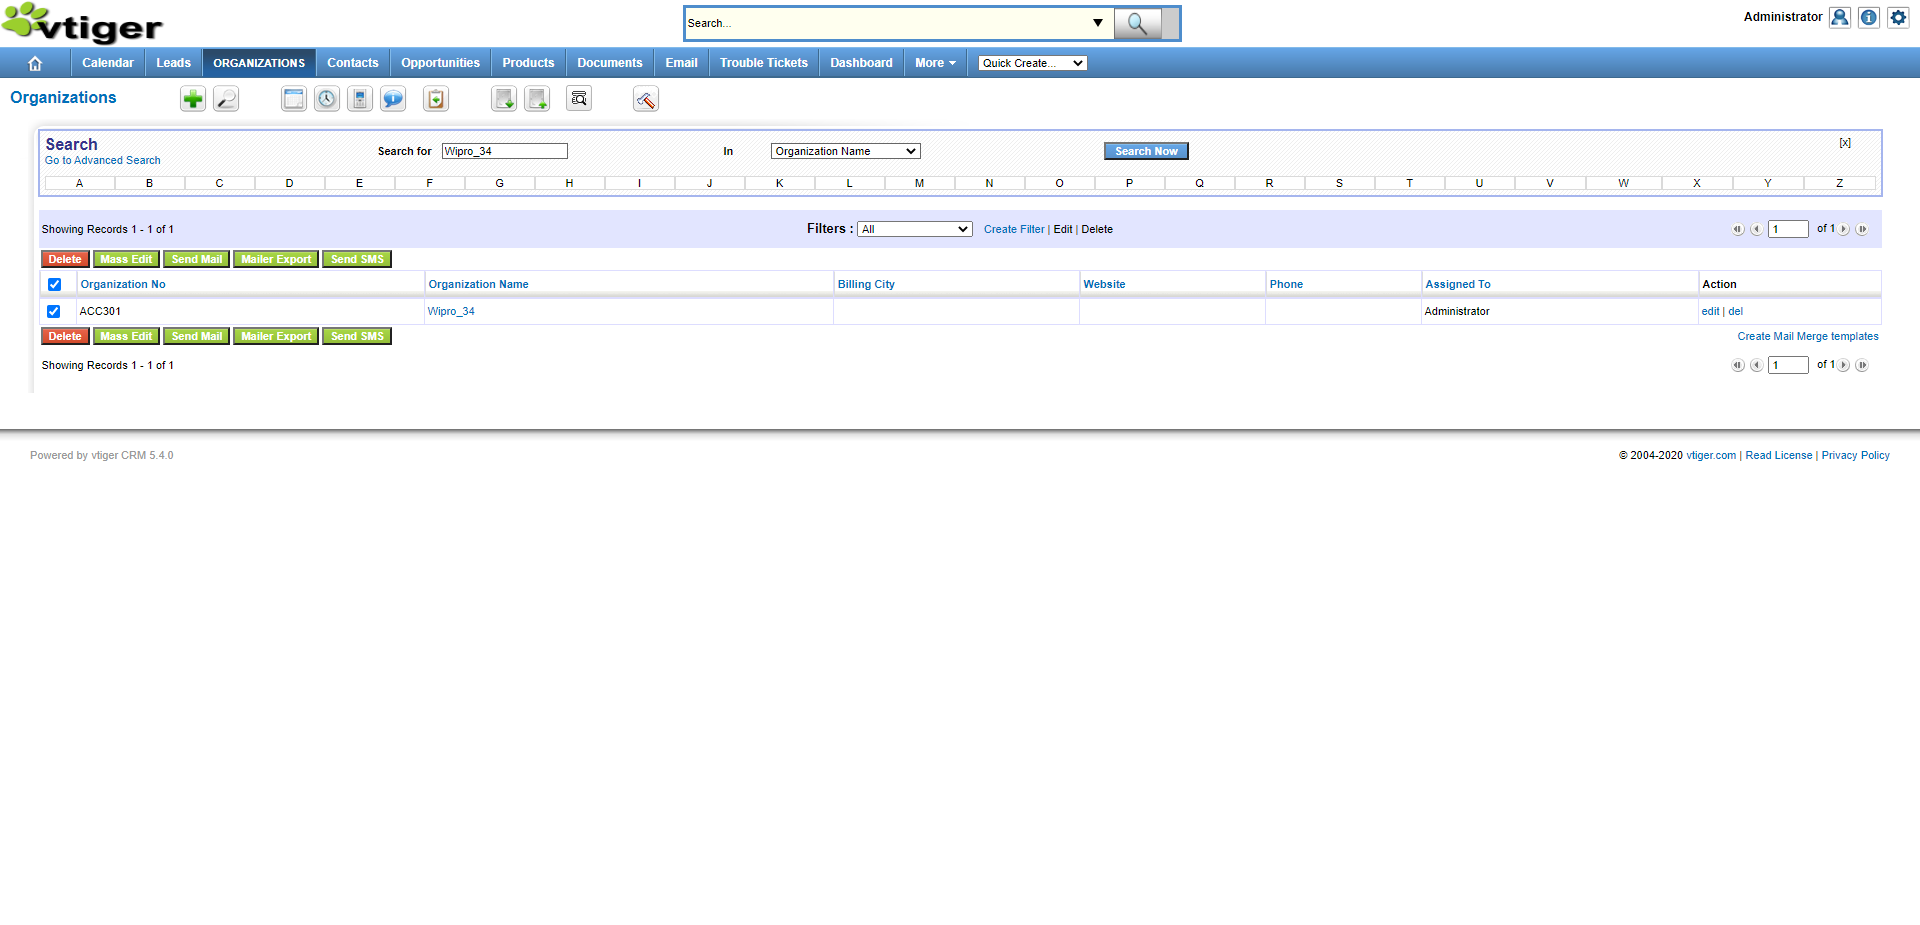 vtiger
Search...
Administrator
Calendar Leads ORGANIZATIONS Contacts Opportunities Products Documents Email Trouble Tickets Dashboard More Quick Create...
Organizations
Search
Go to Advanced Search
Search for Wipro_34 In Organization Name Search Now [x]
A B C D E F G H I J K L M N O P Q R S T U V W X Y Z
Showing Records 1 - 1 of 1 Filters : All Create Filter | Edit | Delete 1 of 1
Delete Mass Edit Send Mail Mailer Export Send SMS
Organization No Organization Name Billing City Website Phone Assigned To Action
ACC301 Wipro_34 Administrator edit | del
Delete Mass Edit Send Mail Mailer Export Send SMS Create Mail Merge templates
Showing Records 1 - 1 of 1 1 of 1
Powered by vtiger CRM 5.4.0 © 2004-2020 vtiger.com | Read License | Privacy Policy